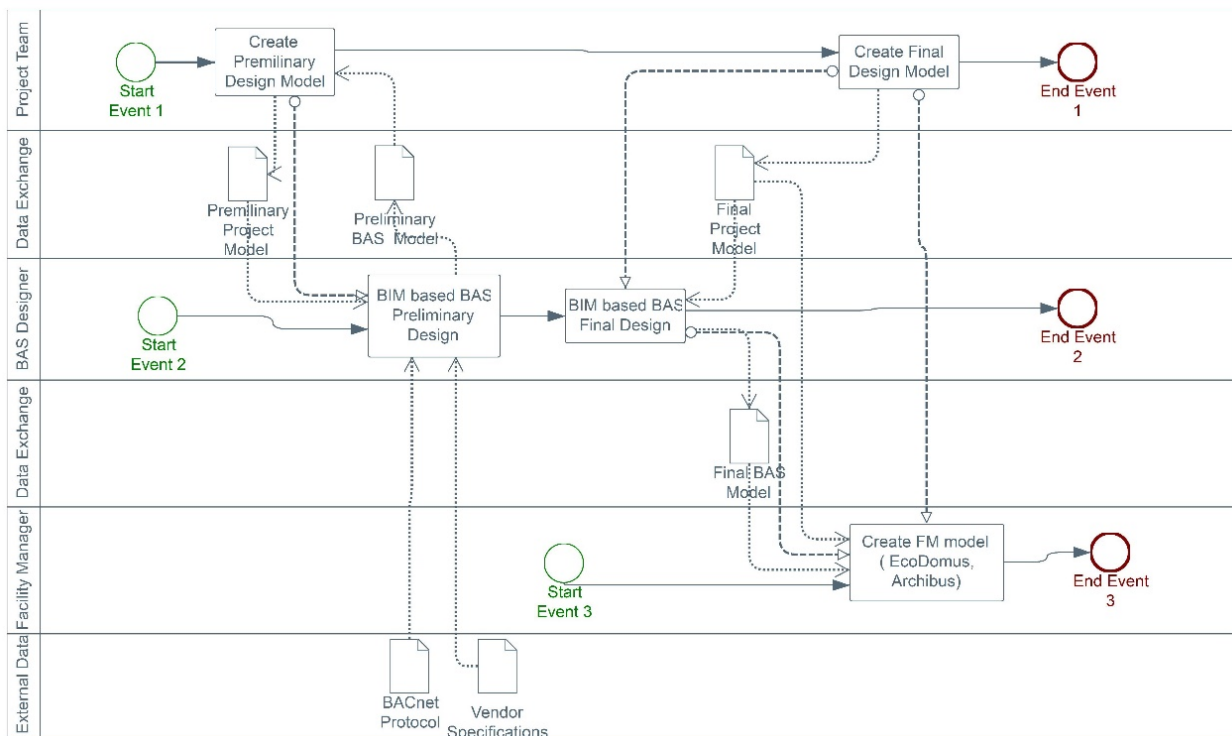 Project Team
Start
Event 1
Create
Premilinary
Design Model
Create Final
Design Model
End Event
1
Data Exchange
Premilinary
Project
Model
Preliminary
BAS Model
Final
Project
Model
BAS Designer
Start
Event 2
BIM based BAS
Preliminary
Design
BIM based BAS
Final Design
End Event
2
Data Exchange
Final BAS
Model
Facility Manager
Start
Event 3
Create FM model
( EcoDomus,
Archibus)
End Event
3
External Data
BACnet
Protocol
Vendor
Specifications